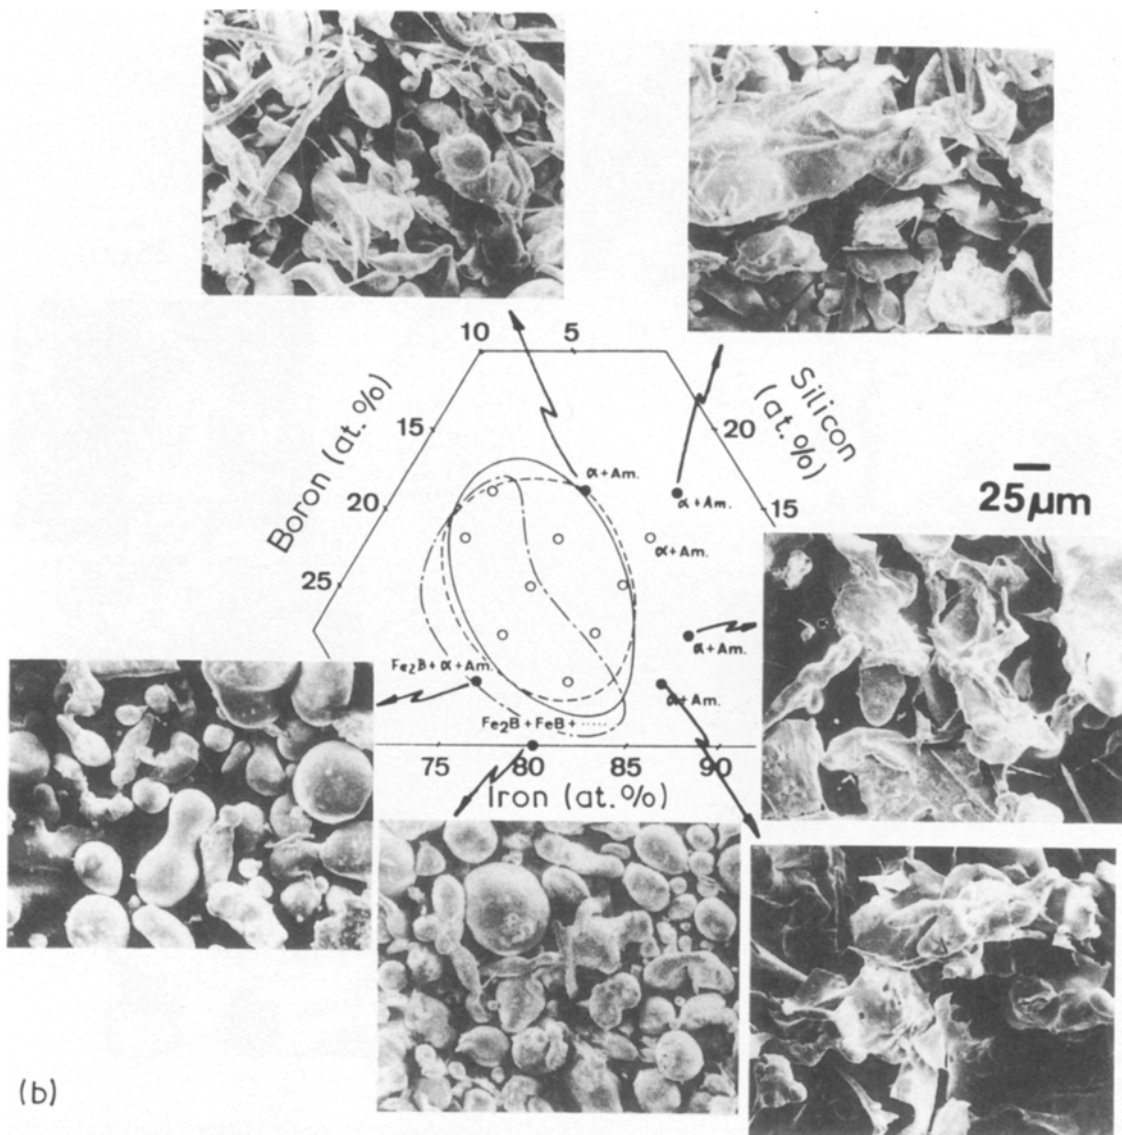 10
5
Boron (at.%)
15
20
25
Silicon
(at.%)
20
15
α+Am.
α+Am.
α+Am.
α+Am.
α+Am.
Fe₂B+α+Am.
Fe₂B+FeB+.....
25μm
75
80
85
90
Iron (at.%)
(b)